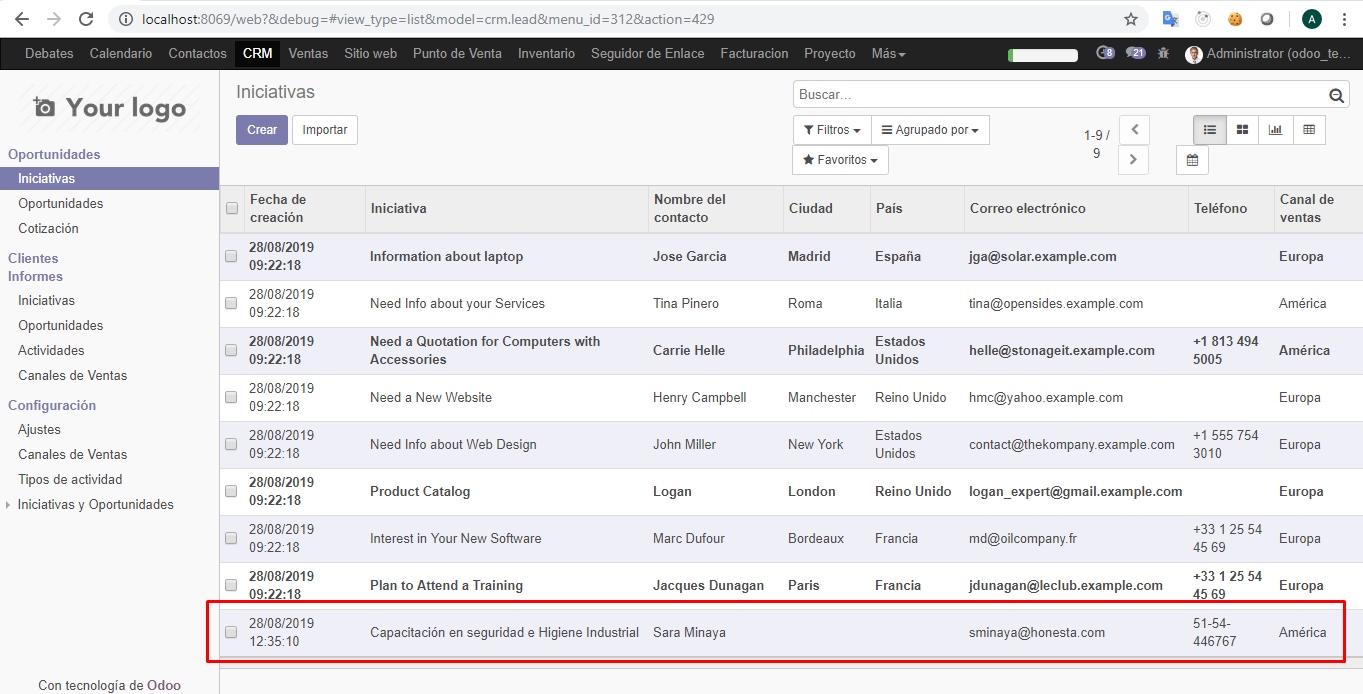 localhost:8069/web?&debug=#view_type=list&model=crm.lead&menu_id=312&action=429
A
Debates Calendario Contactos CRM Ventas Sitio web Punto de Venta Inventario Seguidor de Enlace Facturacion Proyecto Más 8 21 Administrator (odoo_te...
Your logo
Oportunidades
Iniciativas
Oportunidades
Cotización
Clientes
Informes
Iniciativas
Oportunidades
Actividades
Canales de Ventas
Configuración
Ajustes
Canales de Ventas
Tipos de actividad
Iniciativas y Oportunidades
Con tecnología de Odoo
Iniciativas
Buscar...
Crear Importar
Filtros Agrupado por
Favoritos
1-9 /
9
Fecha de creación Iniciativa Nombre del contacto Ciudad País Correo electrónico Teléfono Canal de ventas
28/08/2019 09:22:18 Information about laptop Jose Garcia Madrid España jga@solar.example.com Europa
28/08/2019 09:22:18 Need Info about your Services Tina Pinero Roma Italia tina@opensides.example.com América
28/08/2019 09:22:18 Need a Quotation for Computers with Accessories Carrie Helle Philadelphia Estados Unidos helle@stonageit.example.com +1 813 494 5005 América
28/08/2019 09:22:18 Need a New Website Henry Campbell Manchester Reino Unido hmc@yahoo.example.com Europa
28/08/2019 09:22:18 Need Info about Web Design John Miller New York Estados Unidos contact@thekompany.example.com +1 555 754 3010 Europa
28/08/2019 09:22:18 Product Catalog Logan London Reino Unido logan_expert@gmail.example.com Europa
28/08/2019 09:22:18 Interest in Your New Software Marc Dufour Bordeaux Francia md@oilcompany.fr +33 1 25 54 45 69 Europa
28/08/2019 09:22:18 Plan to Attend a Training Jacques Dunagan Paris Francia jdunagan@leclub.example.com +33 1 25 54 45 69 Europa
28/08/2019 12:35:10 Capacitación en seguridad e Higiene Industrial Sara Minaya sminaya@honesta.com 51-54-446767 América